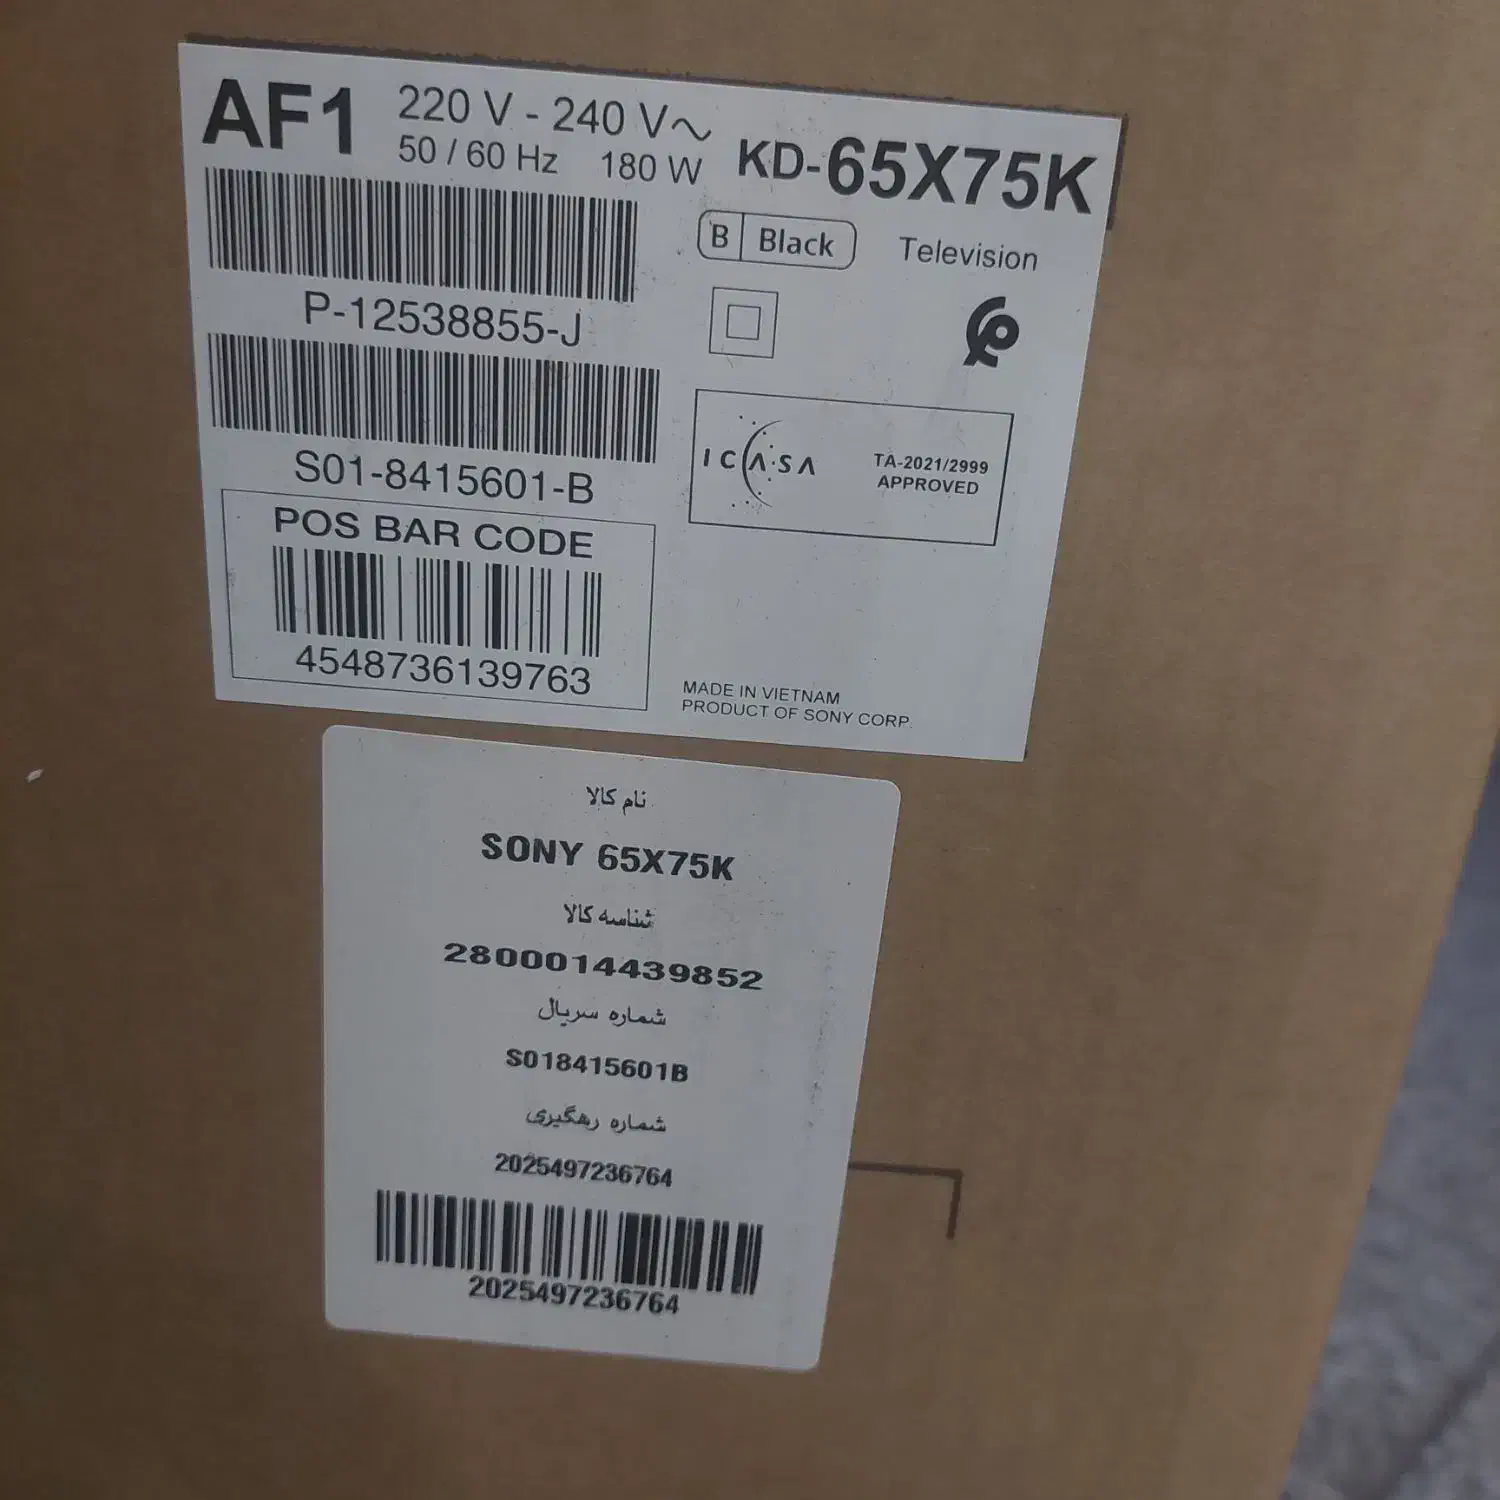 AF1
220 V - 240 V~
50 / 60 Hz 180 W
KD-65X75K
B Black
Television
P-12538855-J
S01-8415601-B
ICASA
TA-2021/2999
APPROVED
POS BAR CODE
4548736139763
MADE IN VIETNAM
PRODUCT OF SONY CORP.
نام کالا
SONY 65X75K
شناسه کالا
2800014439852
شماره سریال
S018415601B
شماره رهگیری
2025497236764
2025497236764